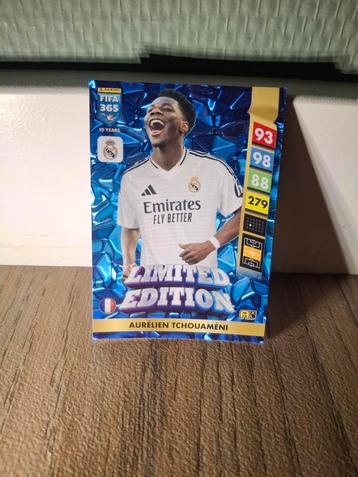 PANINI
FIFA
365
10 YEARS
93
98
88
279
Emirates
FLY BETTER
LIMITED
EDITION
AURÉLIEN TCHOUAMÉNI